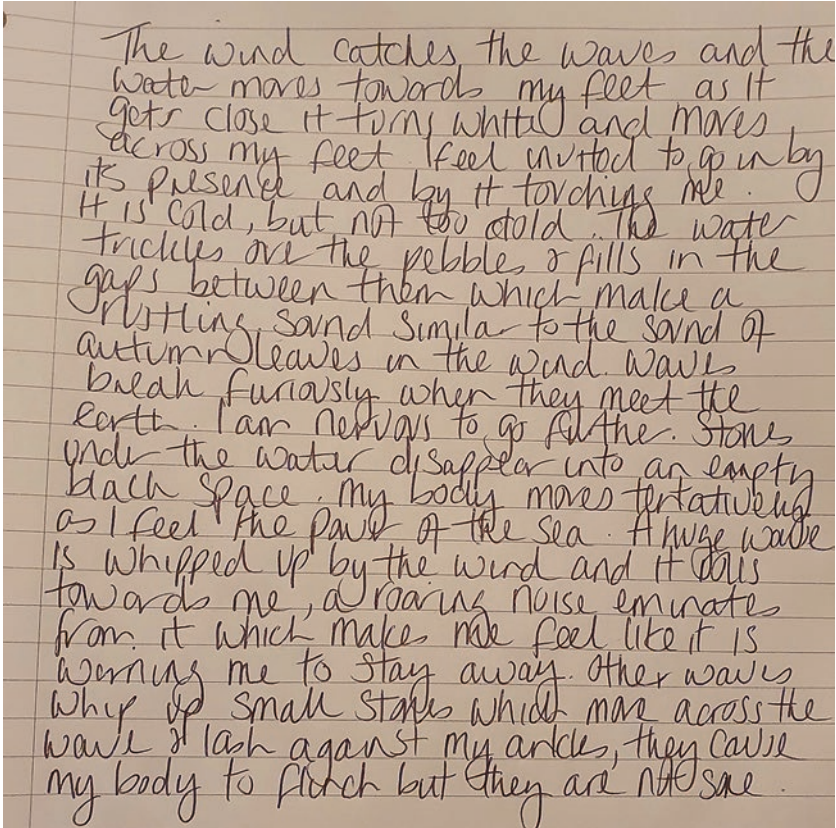 The wind catches the waves and the
water moves towards my feet as it
gets close it turns white and moves
across my feet. I feel invited to go in by
its presence and by it touching me.
It is cold, but not too cold. The water
trickles over the pebbles & fills in the
gaps between them which make a
rustling sound similar to the sound of
autumn leaves in the wind. Waves
break furiously when they meet the
earth. I am nervous to go further. Stones
under the water disappear into an empty
black space. My body moves tentatively
as I feel the power of the sea. A huge wave
is whipped up by the wind and it
towards me, a roaring noise eminates
from it which makes me feel like it is
warning me to stay away. Other waves
whip up small stones which move across the
wave & lash against my ankles, they cause
my body to flinch but they are not